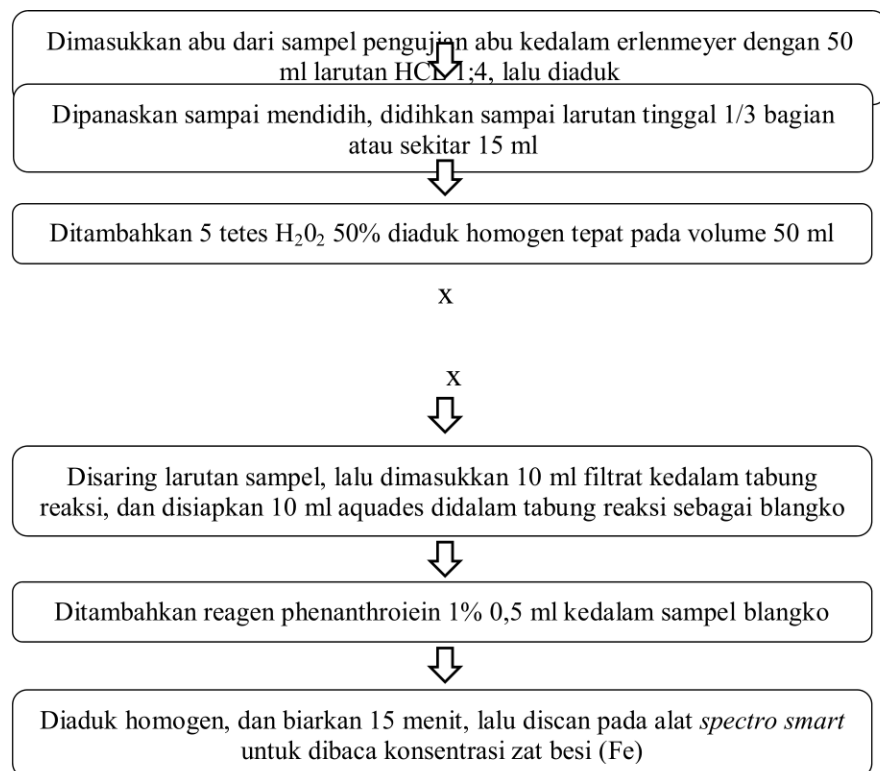 Dimasukkan abu dari sampel pengujian abu kedalam erlenmeyer dengan 50
ml larutan HCL 1;4, lalu diaduk
Dipanaskan sampai mendidih, didihkan sampai larutan tinggal 1/3 bagian
atau sekitar 15 ml
Ditambahkan 5 tetes H₂0₂ 50% diaduk homogen tepat pada volume 50 ml
x
x
Disaring larutan sampel, lalu dimasukkan 10 ml filtrat kedalam tabung
reaksi, dan disiapkan 10 ml aquades didalam tabung reaksi sebagai blangko
Ditambahkan reagen phenanthroiein 1% 0,5 ml kedalam sampel blangko
Diaduk homogen, dan biarkan 15 menit, lalu discan pada alat spectro smart
untuk dibaca konsentrasi zat besi (Fe)